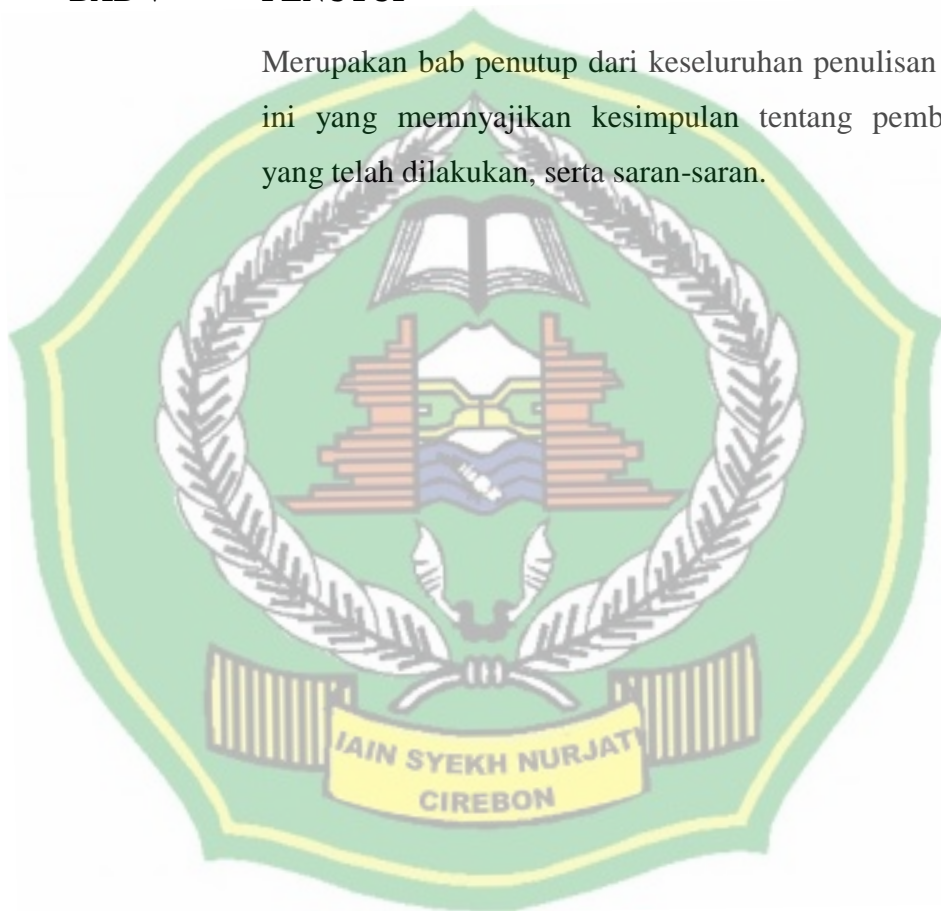 Merupakan bab penutup dari keseluruhan penulisan
ini yang memnyajikan kesimpulan tentang
yang telah dilakukan, serta saran-saran.
IAIN SYEKH NURJATI
CIREBON